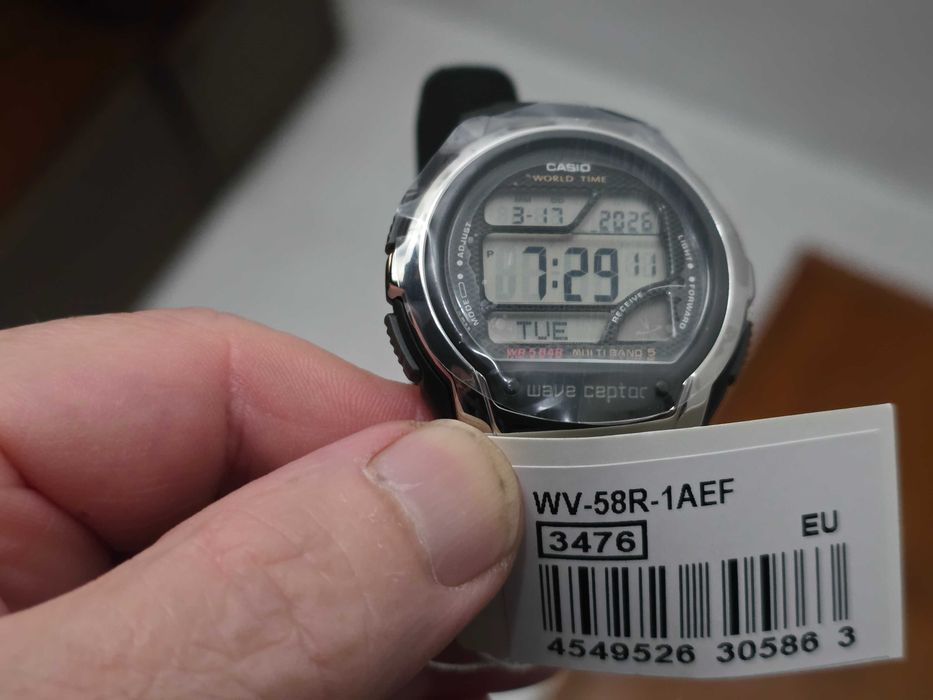 CASIO
WORLD TIME
3-17 2026
ADJUST
LIGHT
P 7:29 11
MODE
RECEIVE
FORWARD
TUE
WR 5 BAR MULTI BAND 5
wave ceptor
WV-58R-1AEF
3476 EU
4549526 30586 3